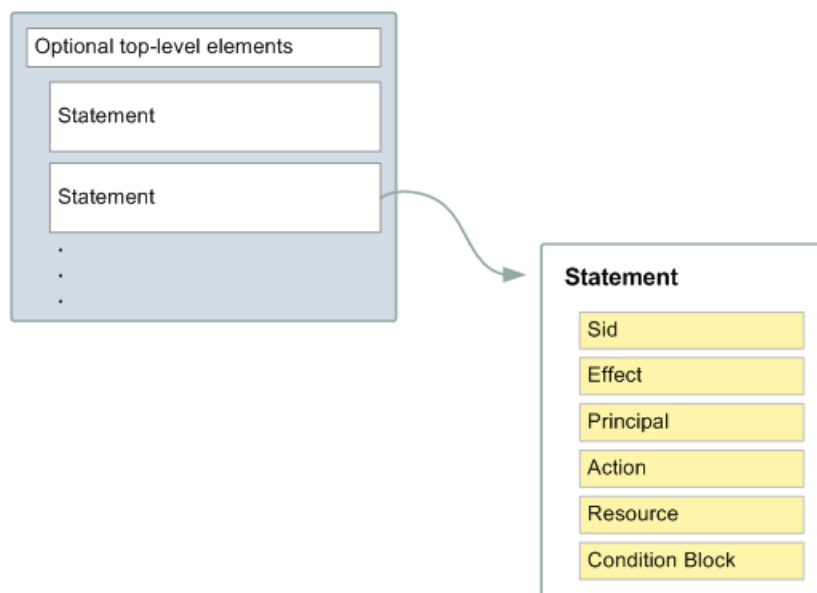 Optional top-level elements
Statement
Statement
.
.
.
Statement
Sid
Effect
Principal
Action
Resource
Condition Block